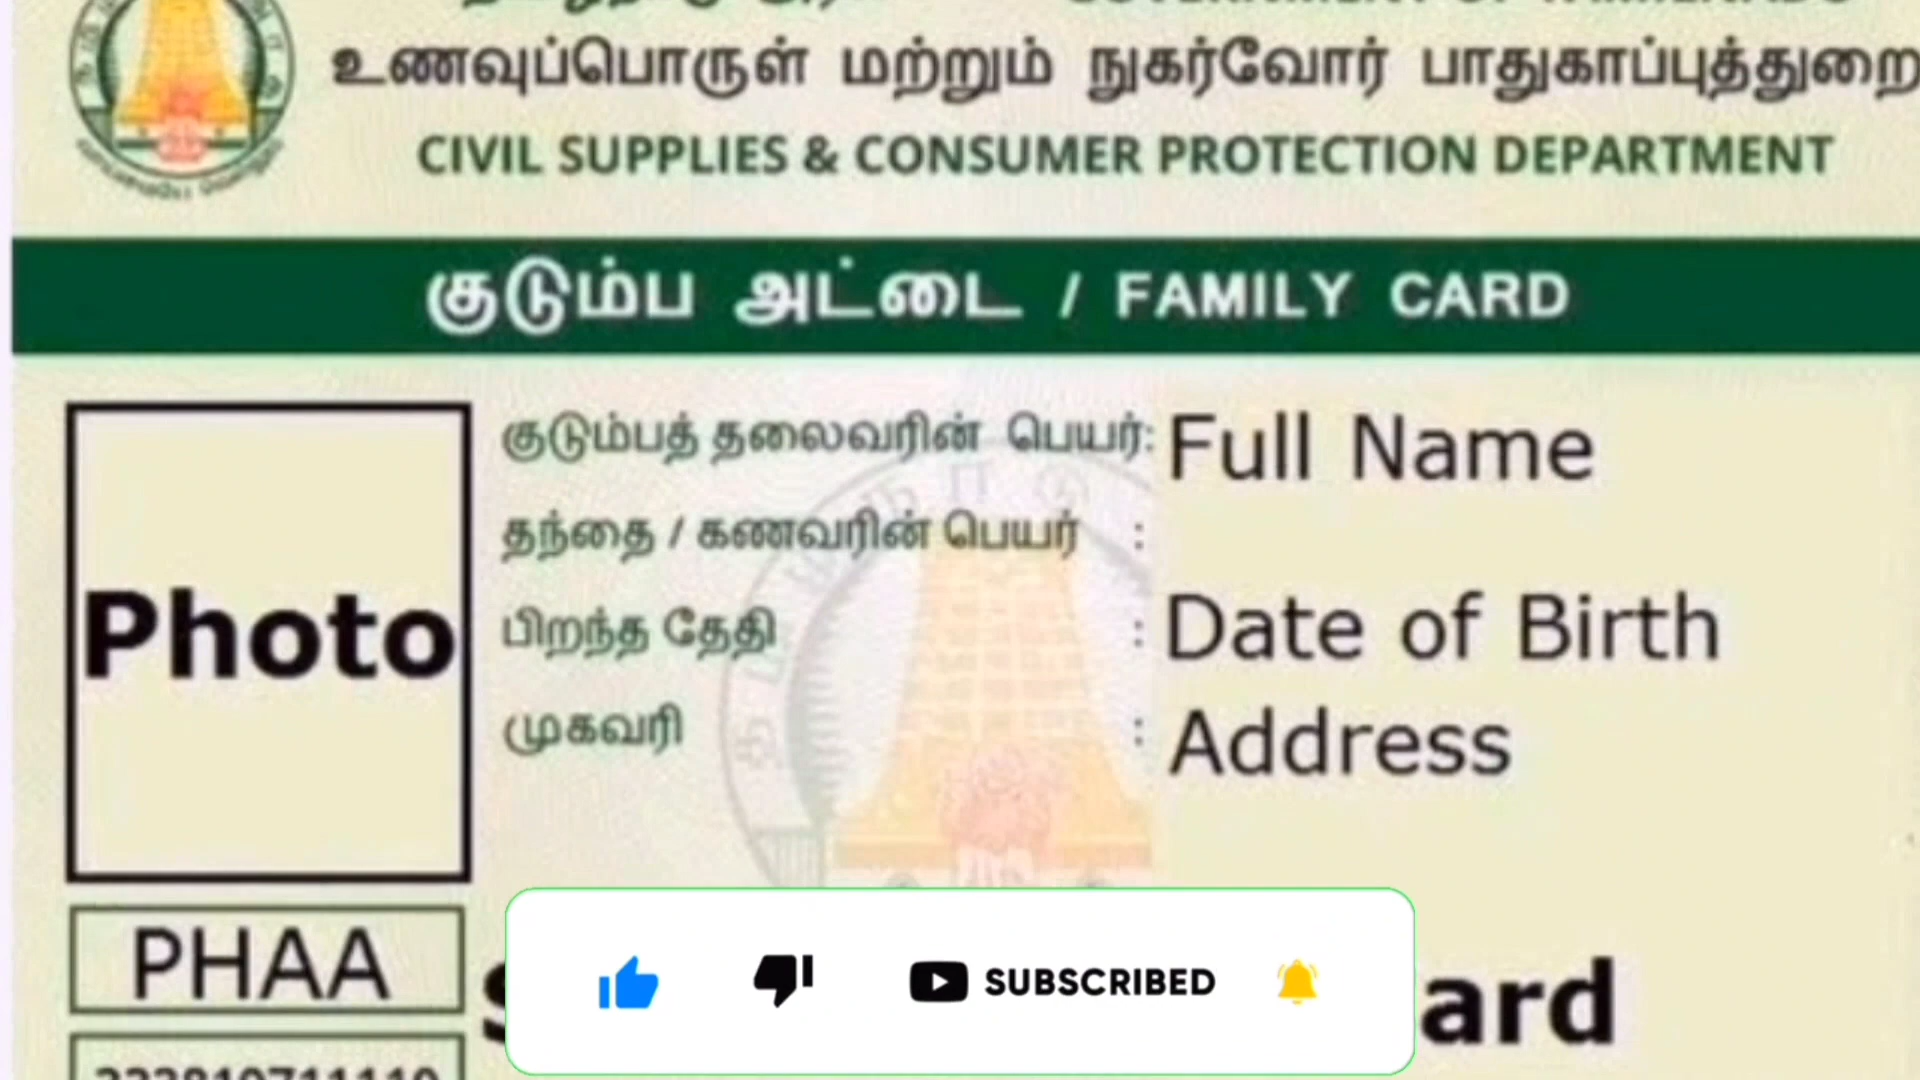 உணவுப்பொருள் மற்றும் நுகர்வோர் பாதுகாப்புத்துறை
CIVIL SUPPLIES & CONSUMER PROTECTION DEPARTMENT
குடும்ப அட்டை / FAMILY CARD
குடும்பத் தலைவரின் பெயர்: Full Name
தந்தை / கணவரின் பெயர் :
பிறந்த தேதி : Date of Birth
முகவரி : Address
Photo
PHAA
SUBSCRIBED